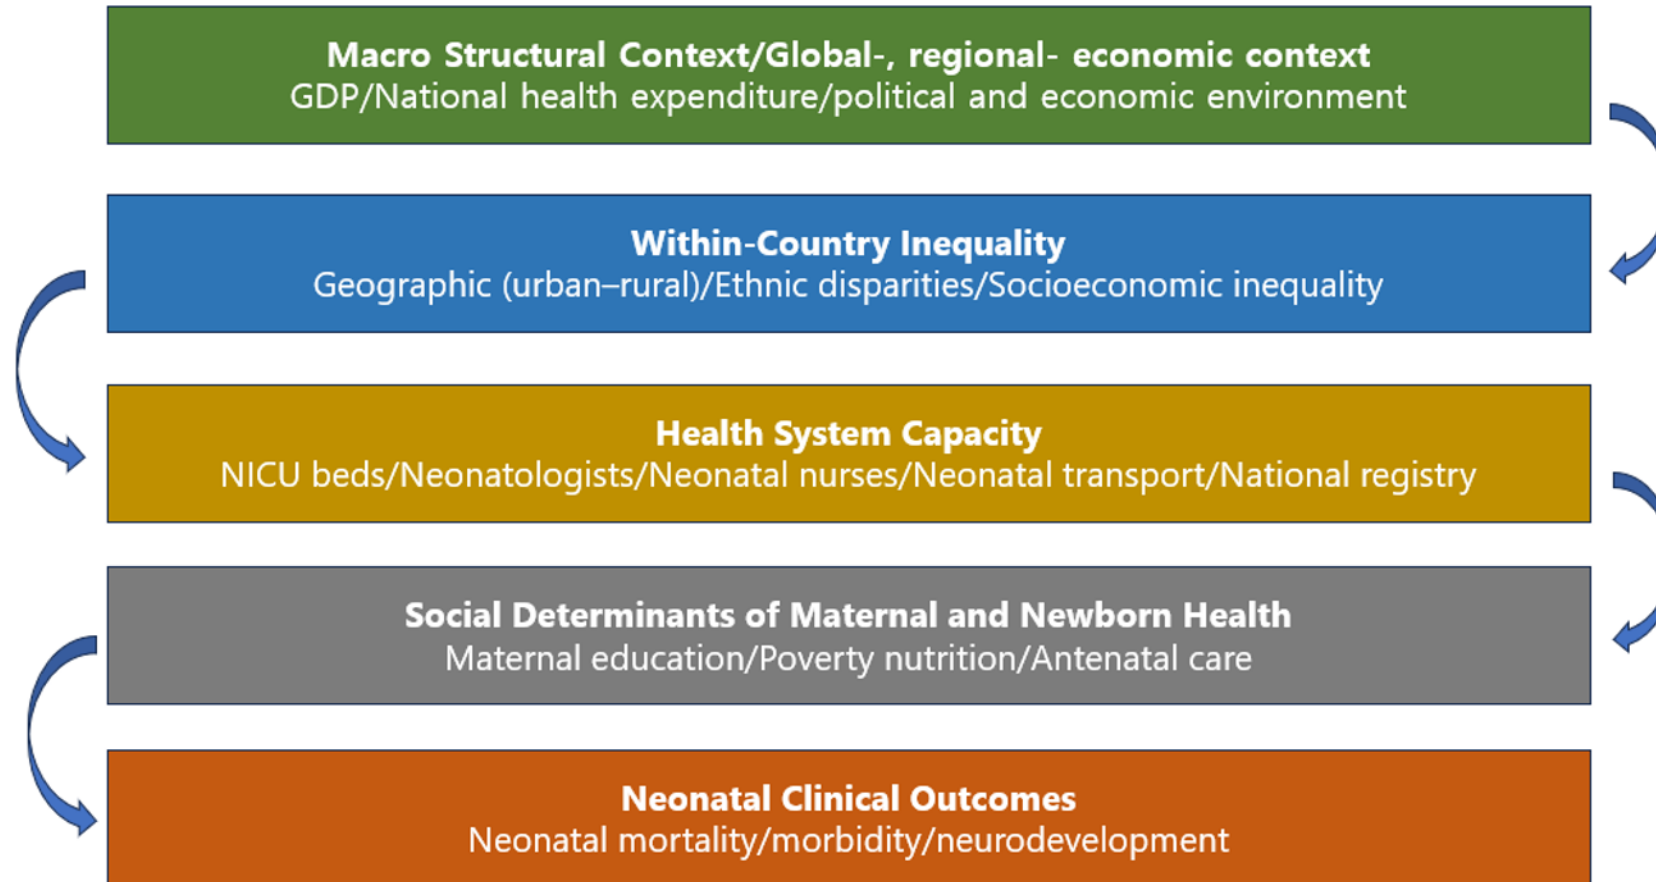 Macro Structural Context/Global-, regional- economic context
GDP/National health expenditure/political and economic environment
Within-Country Inequality
Geographic (urban–rural)/Ethnic disparities/Socioeconomic inequality
Health System Capacity
NICU beds/Neonatologists/Neonatal nurses/Neonatal transport/National registry
Social Determinants of Maternal and Newborn Health
Maternal education/Poverty nutrition/Antenatal care
Neonatal Clinical Outcomes
Neonatal mortality/morbidity/neurodevelopment